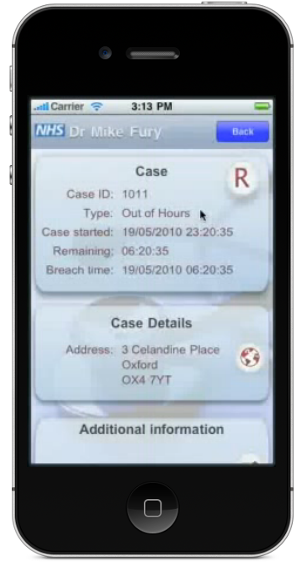 Carrier 3:13 PM
NHS Dr Mike Fury Back
Case
R
Case ID: 1011
Type: Out of Hours
Case started: 19/05/2010 23:20:35
Remaining: 06:20:35
Breach time: 19/05/2010 06:20:35
Case Details
Address: 3 Celandine Place
Oxford
OX4 7YT
Additional information